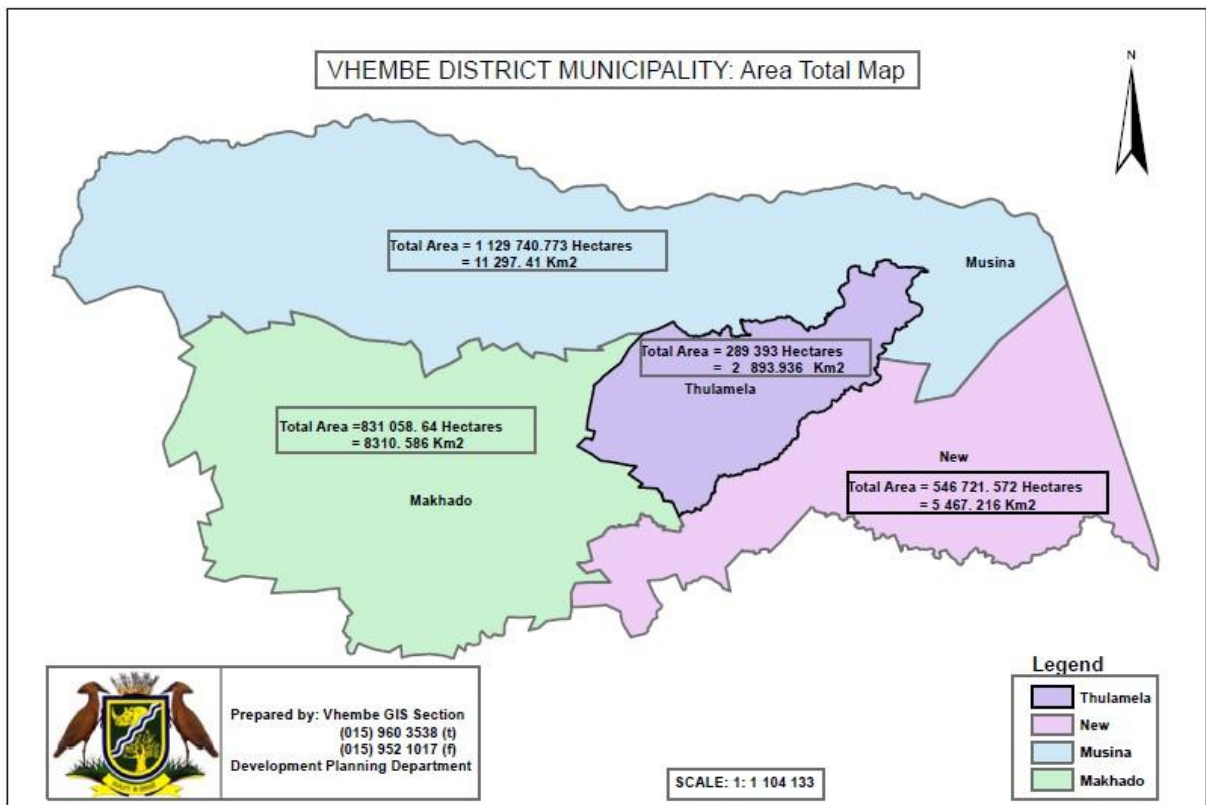 VHEMBE DISTRICT MUNICIPALITY: Area Total Map
N
Total Area = 1 129 740.773 Hectares
= 11 297. 41 Km2
Musina
Total Area = 289 393 Hectares
= 2 893.936 Km2
Thulamela
Total Area =831 058. 64 Hectares
= 8310. 586 Km2
Makhado
New
Total Area = 546 721. 572 Hectares
= 5 467. 216 Km2
Prepared by: Vhembe GIS Section
(015) 960 3538 (t)
(015) 952 1017 (f)
Development Planning Department
SCALE: 1: 1 104 133
Legend
Thulamela
New
Musina
Makhado